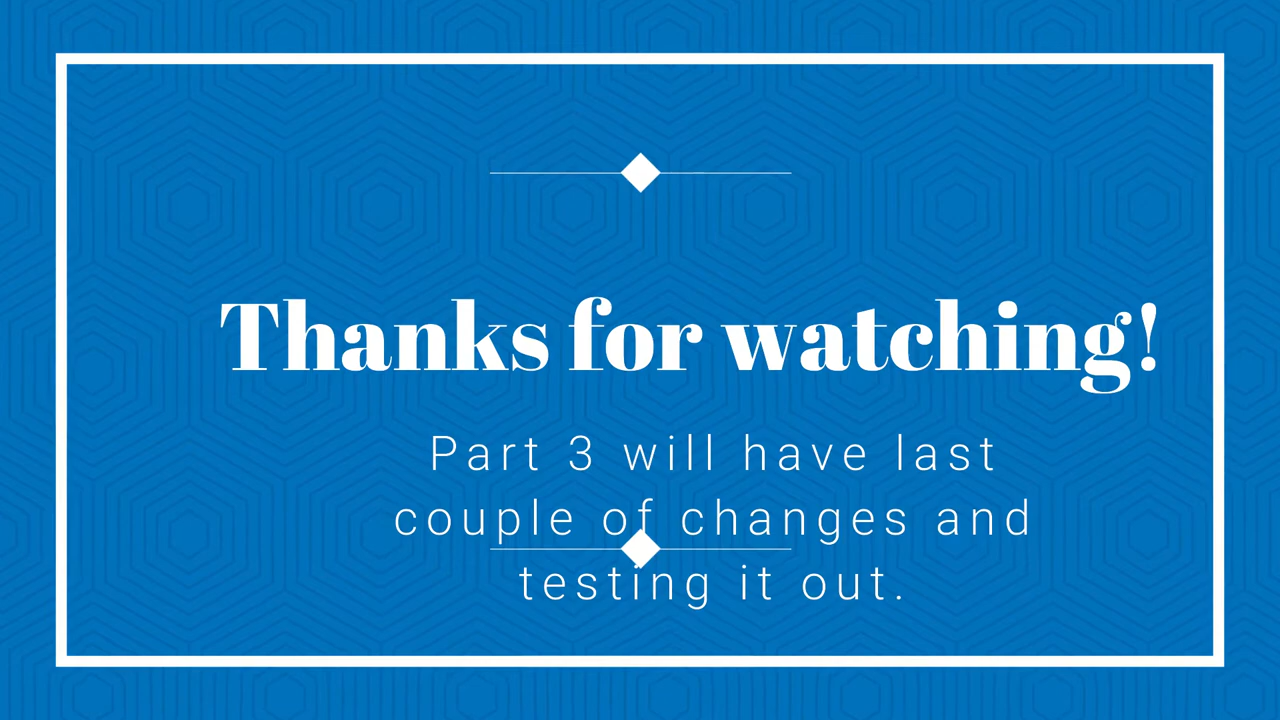 Thanks for watching!
Part 3 will have last
couple of changes and
testing it out.